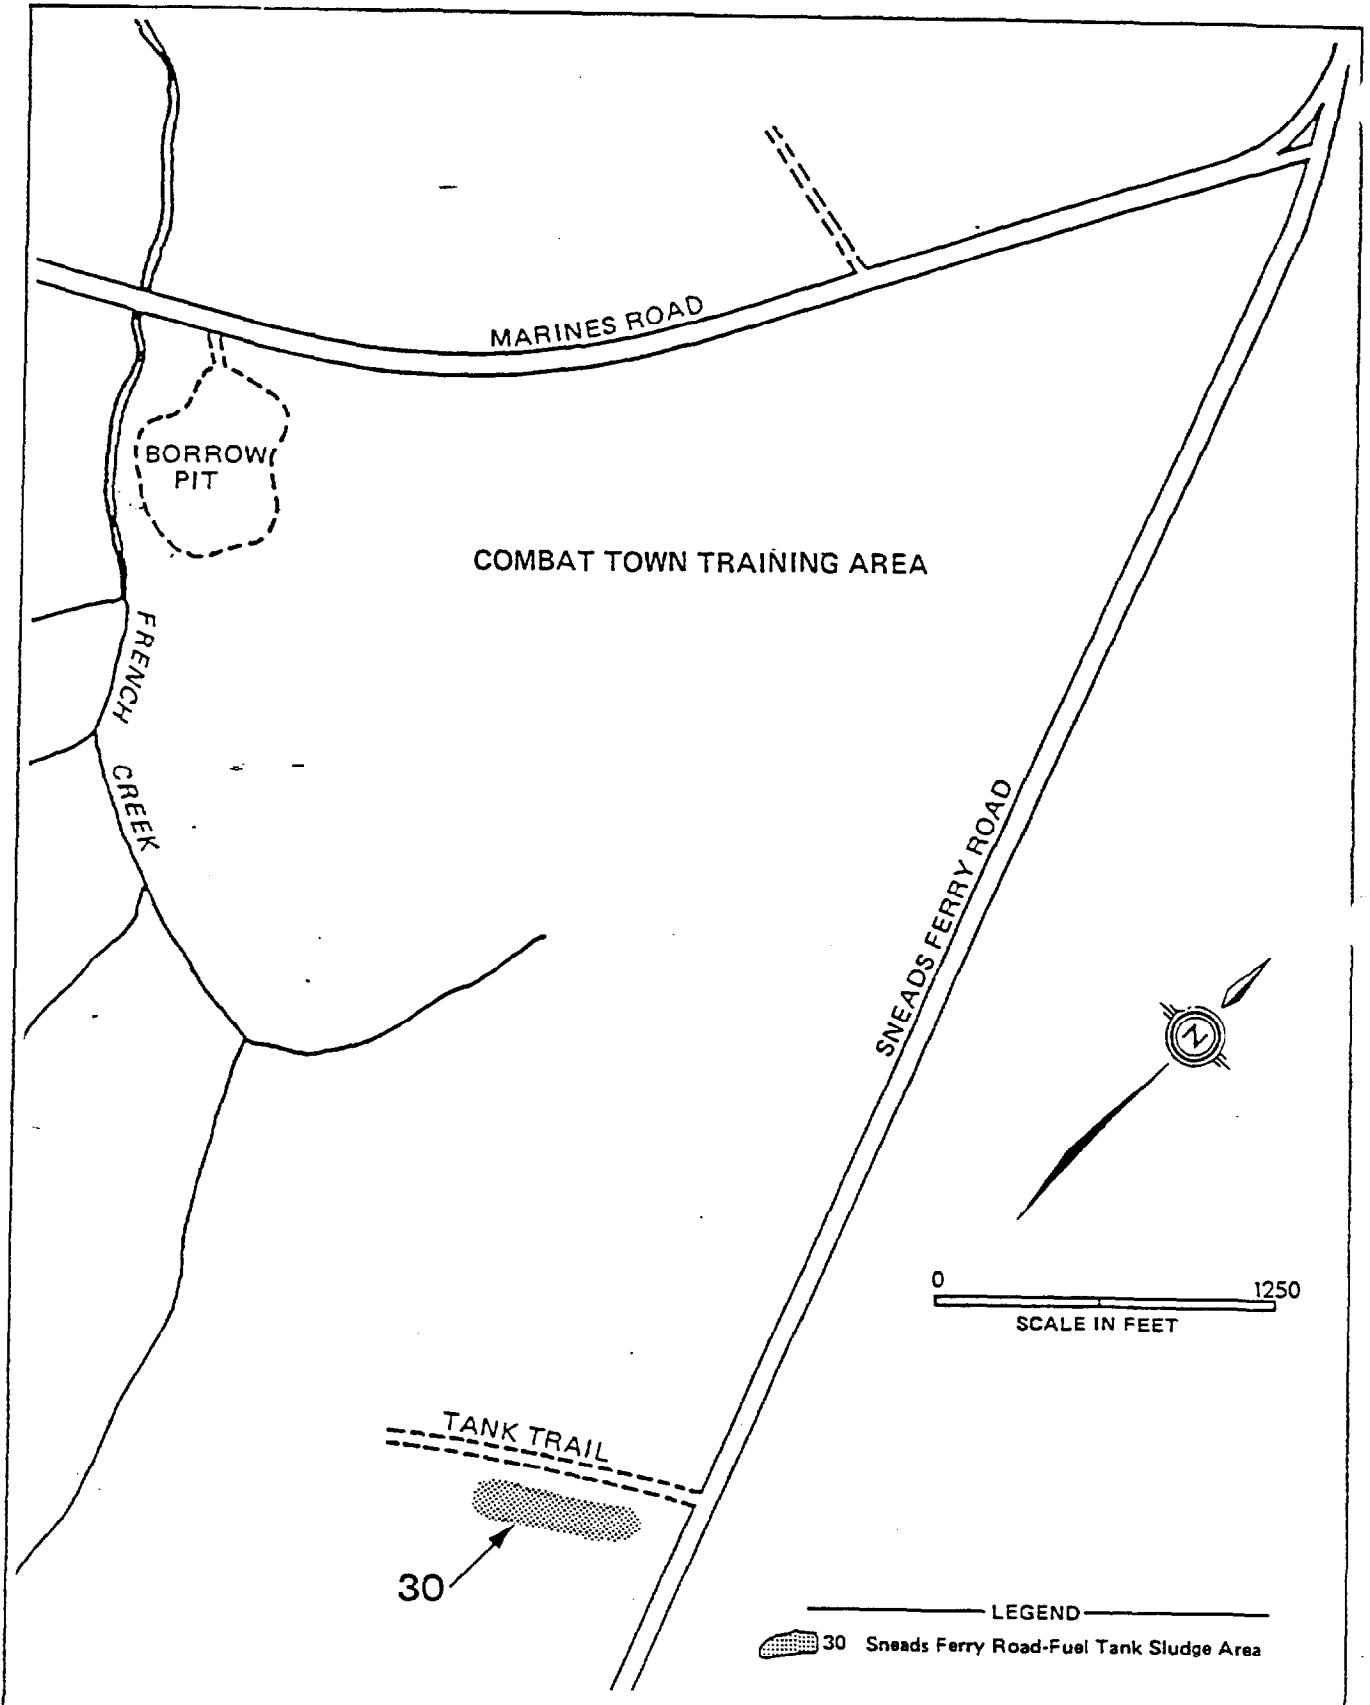 MARINES ROAD
BORROW
PIT
COMBAT TOWN TRAINING AREA
FRENCH
CREEK
SNEADS FERRY ROAD
N
0 1250
SCALE IN FEET
TANK TRAIL
30
LEGEND
30 Sneads Ferry Road-Fuel Tank Sludge Area